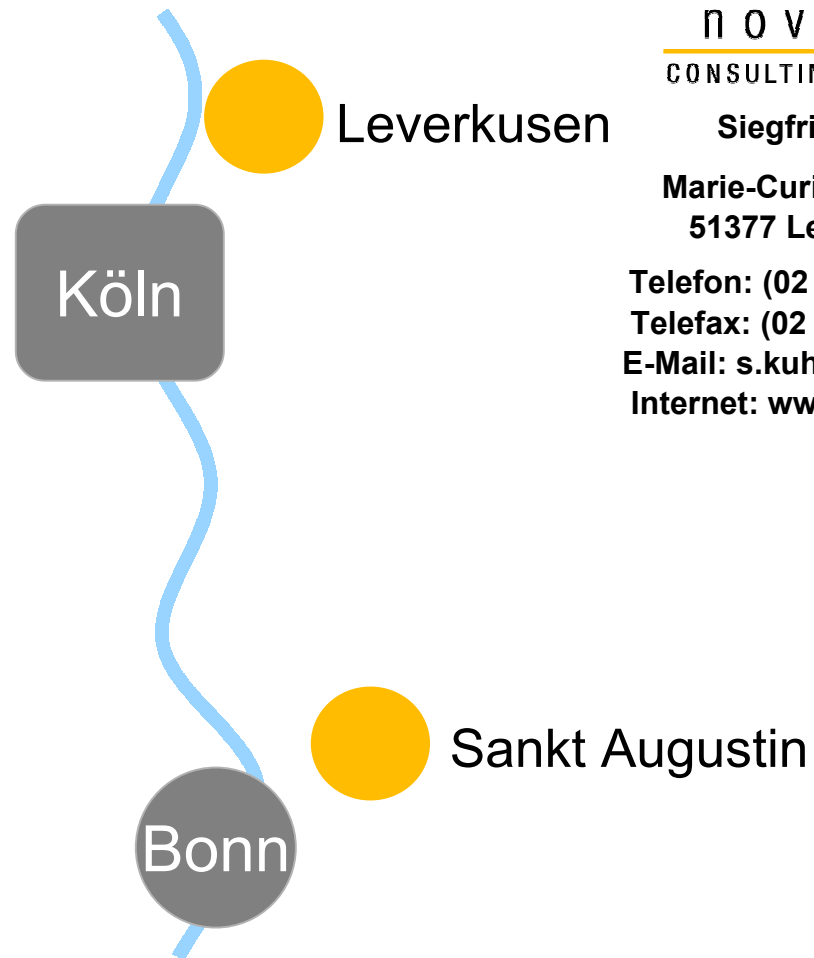 nov
CONSULTIN
Siegfri
Marie-Curi
51377 Le
Telefon: (02
Telefax: (02
E-Mail: s.kuh
Internet: ww
Leverkusen
Köln
Sankt Augustin
Bonn